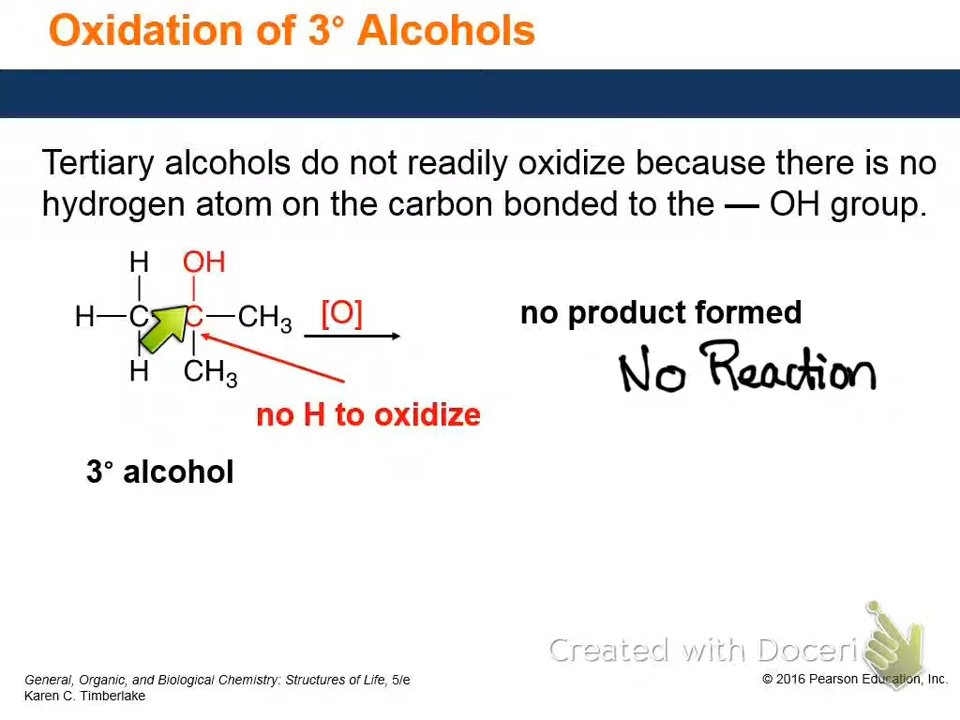 Oxidation of 3° Alcohols
Tertiary alcohols do not readily oxidize because there is no
hydrogen atom on the carbon bonded to the — OH group.
H OH
H—C C—CH3 [O] no product formed
H CH3 No Reaction
no H to oxidize
3° alcohol
Created with Doceri
General, Organic, and Biological Chemistry: Structures of Life, 5/e
Karen C. Timberlake
© 2016 Pearson Education, Inc.